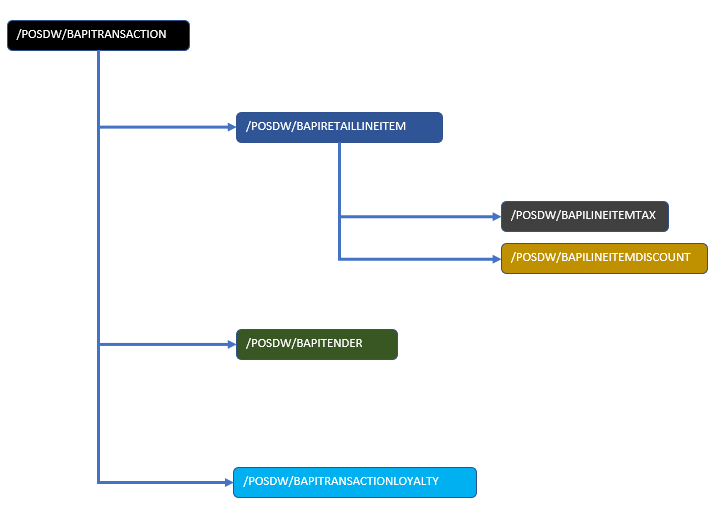 /POSDW/BAPITRANSACTION
/POSDW/BAPIRETAILLINEITEM
/POSDW/BAPILINEITEMTAX
/POSDW/BAPILINEITEMDISCOUNT
/POSDW/BAPITENDER
/POSDW/BAPITRANSACTIONLOYALTY